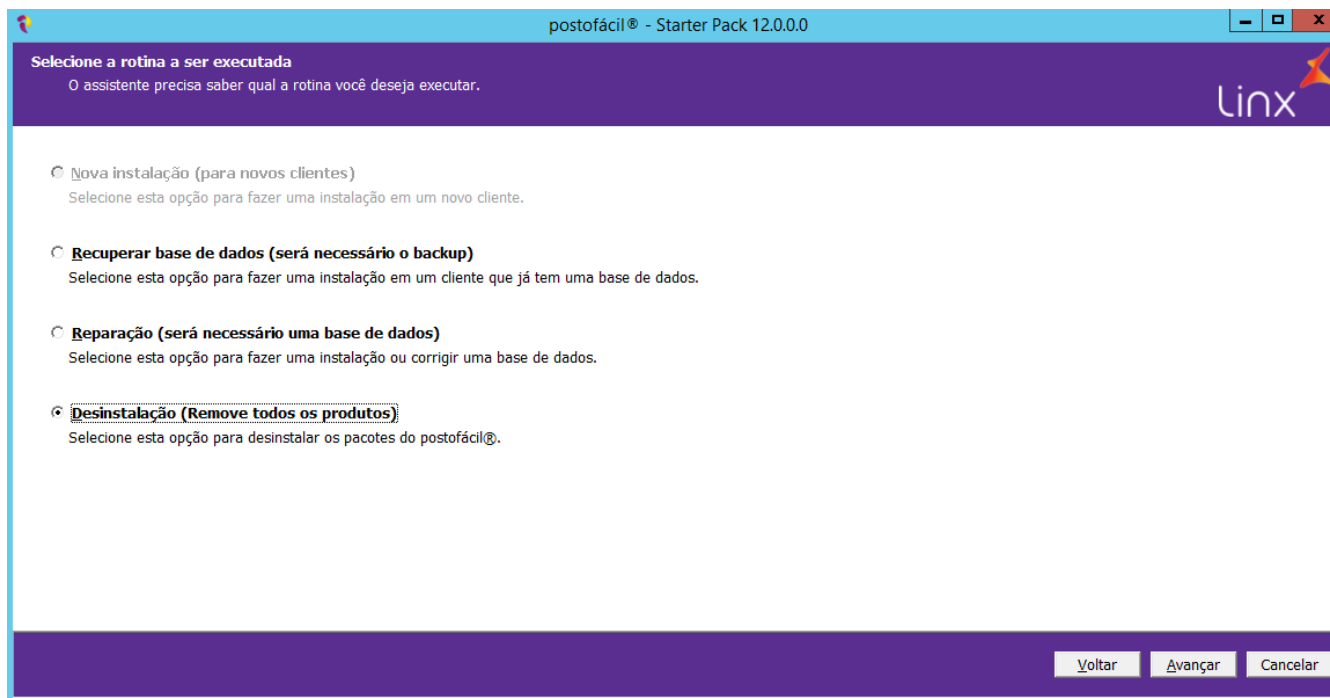 postofácil® - Starter Pack 12.0.0.0
Selecione a rotina a ser executada
O assistente precisa saber qual a rotina você deseja executar.
Linx
Nova instalação (para novos clientes)
Selecione esta opção para fazer uma instalação em um novo cliente.
Recuperar base de dados (será necessário o backup)
Selecione esta opção para fazer uma instalação em um cliente que já tem uma base de dados.
Reparação (será necessário uma base de dados)
Selecione esta opção para fazer uma instalação ou corrigir uma base de dados.
Desinstalação (Remove todos os produtos)
Selecione esta opção para desinstalar os pacotes do postofácil®.
Voltar Avançar Cancelar